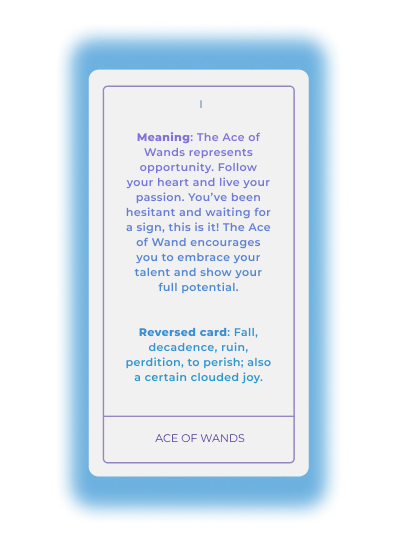 I
Meaning: The Ace of
Wands represents
opportunity. Follow
your heart and live your
passion. You’ve been
hesitant and waiting for
a sign, this is it! The Ace
of Wand encourages
you to embrace your
talent and show your
full potential.
Reversed card: Fall,
decadence, ruin,
perdition, to perish; also
a certain clouded joy.
ACE OF WANDS